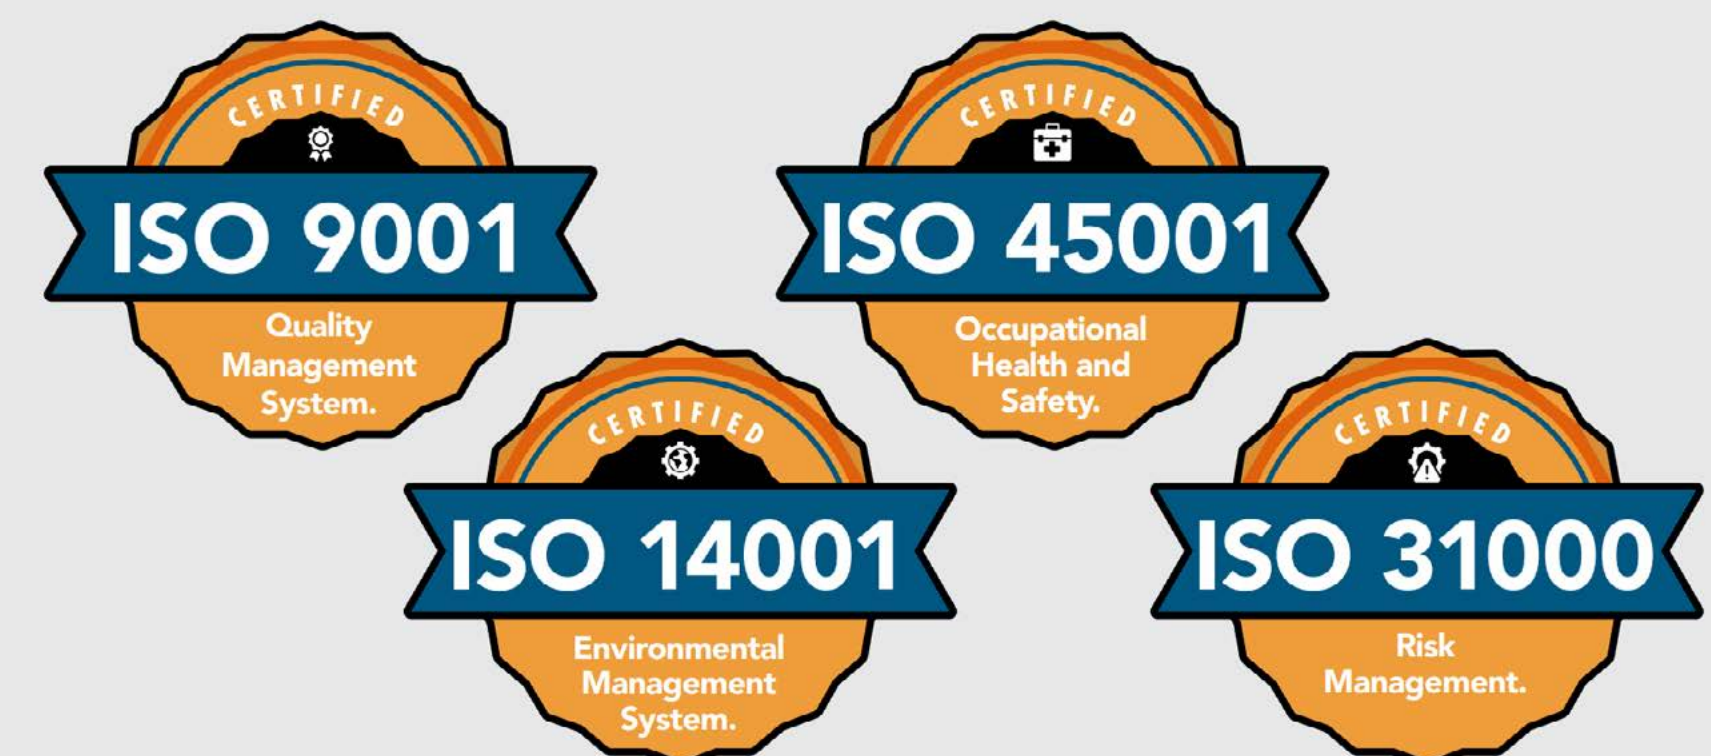 CERTIFIED
ISO 9001
Quality
Management
System.
CERTIFIED
ISO 45001
Occupational
Health and
Safety.
CERTIFIED
ISO 14001
Environmental
Management
System.
CERTIFIED
ISO 31000
Risk
Management.